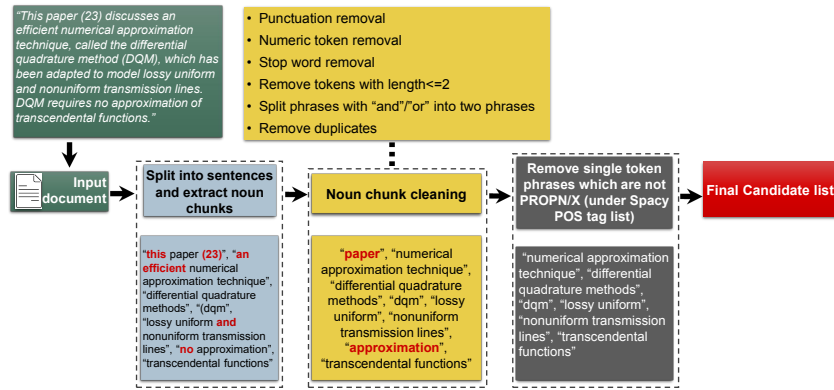 “This paper (23) discusses an
efficient numerical approximation
technique, called the differential
quadrature method (DQM), which has
been adapted to model lossy uniform
and nonuniform transmission lines.
DQM requires no approximation of
transcendental functions.”
• Punctuation removal
• Numeric token removal
• Stop word removal
• Remove tokens with length<=2
• Split phrases with “and”/”or” into two phrases
• Remove duplicates
Input
document
Split into sentences
and extract noun
chunks
Noun chunk cleaning
Remove single token
phrases which are not
PROPN/X (under Spacy
POS tag list)
Final Candidate list
“this paper (23)”, “an
efficient numerical
approximation technique”,
“differential quadrature
methods”, “(dqm”,
“lossy uniform and
nonuniform transmission
lines”, “no approximation”,
“transcendental functions”
“paper”, “numerical
approximation technique”,
“differential quadrature
methods”, “dqm”, “lossy
uniform”, “nonuniform
transmission lines”,
“approximation”,
“transcendental functions”
“numerical approximation
technique”, “differential
quadrature methods”,
“dqm”, “lossy uniform”,
“nonuniform transmission
lines”, “transcendental
functions”